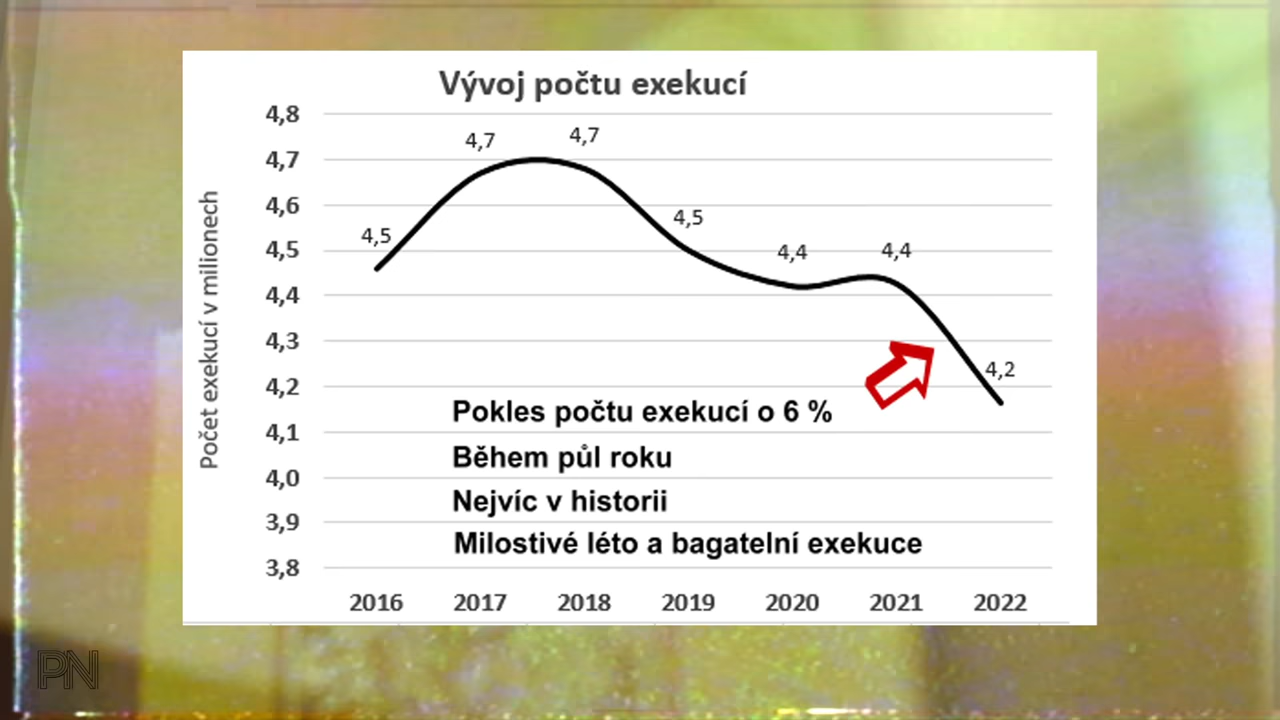 Vývoj počtu exekucí
Počet exekucí v milionech
4,8
4,7
4,6
4,5
4,4
4,3
4,2
4,1
4,0
3,9
3,8
4,5
4,7
4,7
4,5
4,4
4,4
4,2
Pokles počtu exekucí o 6 %
Během půl roku
Nejvíc v historii
Milostivé léto a bagatelní exekuce
2016 2017 2018 2019 2020 2021 2022
PN